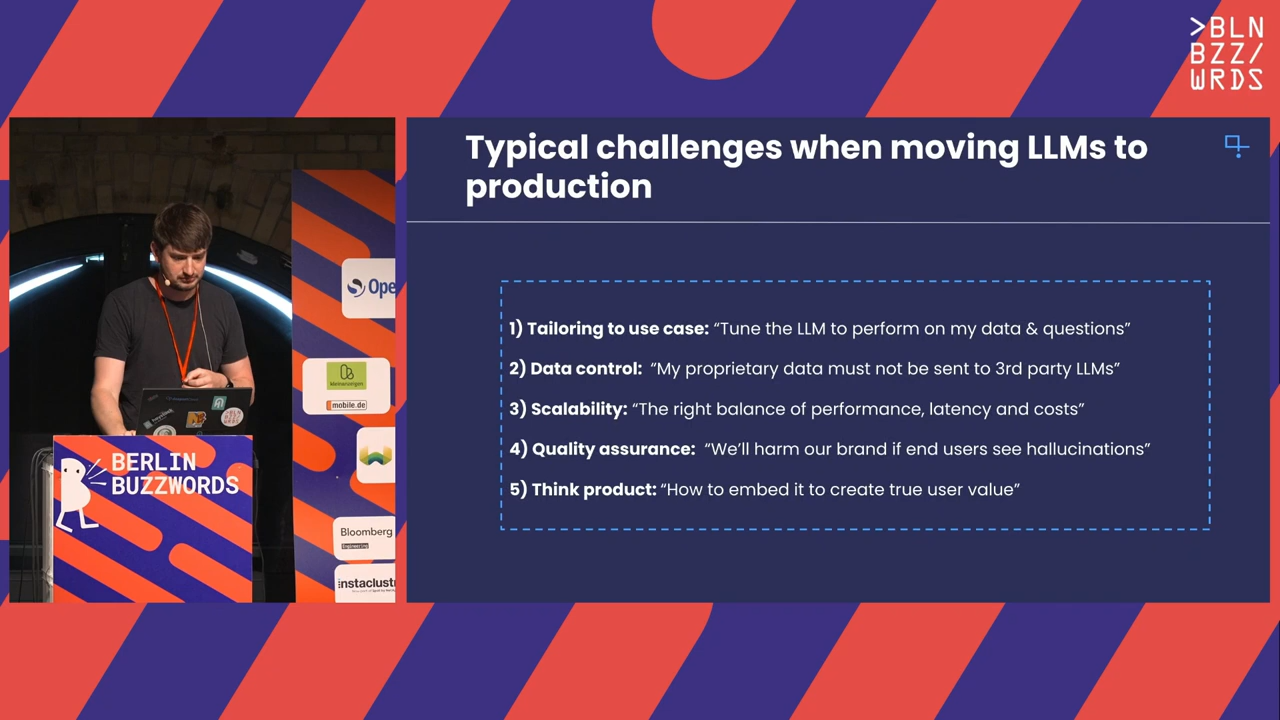 >BLN
BZZ/
WRDS
Typical challenges when moving LLMs to
production
1) Tailoring to use case: “Tune the LLM to perform on my data & questions”
2) Data control: “My proprietary data must not be sent to 3rd party LLMs”
3) Scalability: “The right balance of performance, latency and costs”
4) Quality assurance: “We’ll harm our brand if end users see hallucinations”
5) Think product: “How to embed it to create true user value”
Ope
Kleinanzeigen
mobile.de
BERLIN
BUZZWORDS
Bloomberg
Engineering
instaclustr